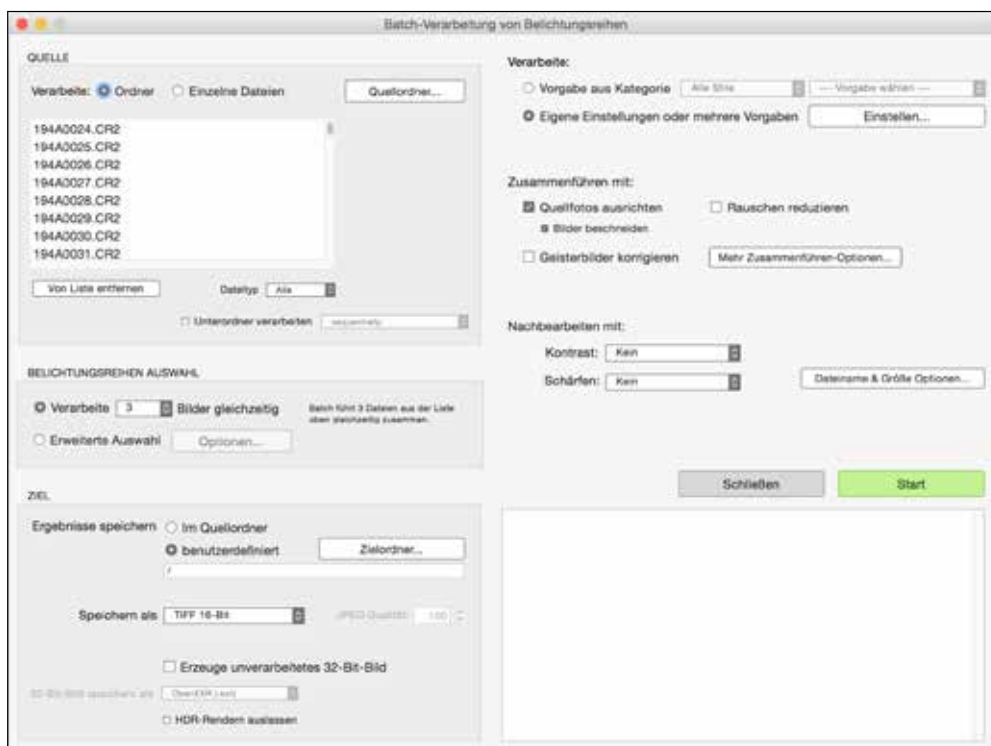 Batch-Verarbeitung von Belichtungsreihen
QUELLE
Verarbeite: Ordner Einzelne Dateien Quellordner...
194A0024.CR2
194A0025.CR2
194A0026.CR2
194A0027.CR2
194A0028.CR2
194A0029.CR2
194A0030.CR2
194A0031.CR2
Von Liste entfernen Dateityp Alle
Unterordner verarbeiten
BELICHTUNGSREIHEN AUSWAHL
Verarbeite 3 Bilder gleichzeitig
Batch führt 3 Dateien aus der Liste
oben gleichzeitig zusammen.
Erweiterte Auswahl Optionen...
ZIEL
Ergebnisse speichern Im Quellordner
benutzerdefiniert Zielordner...
/
Speichern als TIFF 16-Bit JPEG-Qualität: 100
Erzeuge unverarbeitetes 32-Bit-Bild
32-Bit-Bild speichern als OpenEXR (.exr)
HDR-Rendern auslassen
Verarbeite:
Vorgabe aus Kategorie Alle Stile --- Vorgabe wählen ---
Eigene Einstellungen oder mehrere Vorgaben Einstellen...
Zusammenführen mit:
Quellfotos ausrichten Rauschen reduzieren
Bilder beschneiden
Geisterbilder korrigieren Mehr Zusammenführen-Optionen...
Nachbearbeiten mit:
Kontrast: Kein
Schärfen: Kein Dateiname & Größe Optionen...
Schließen Start